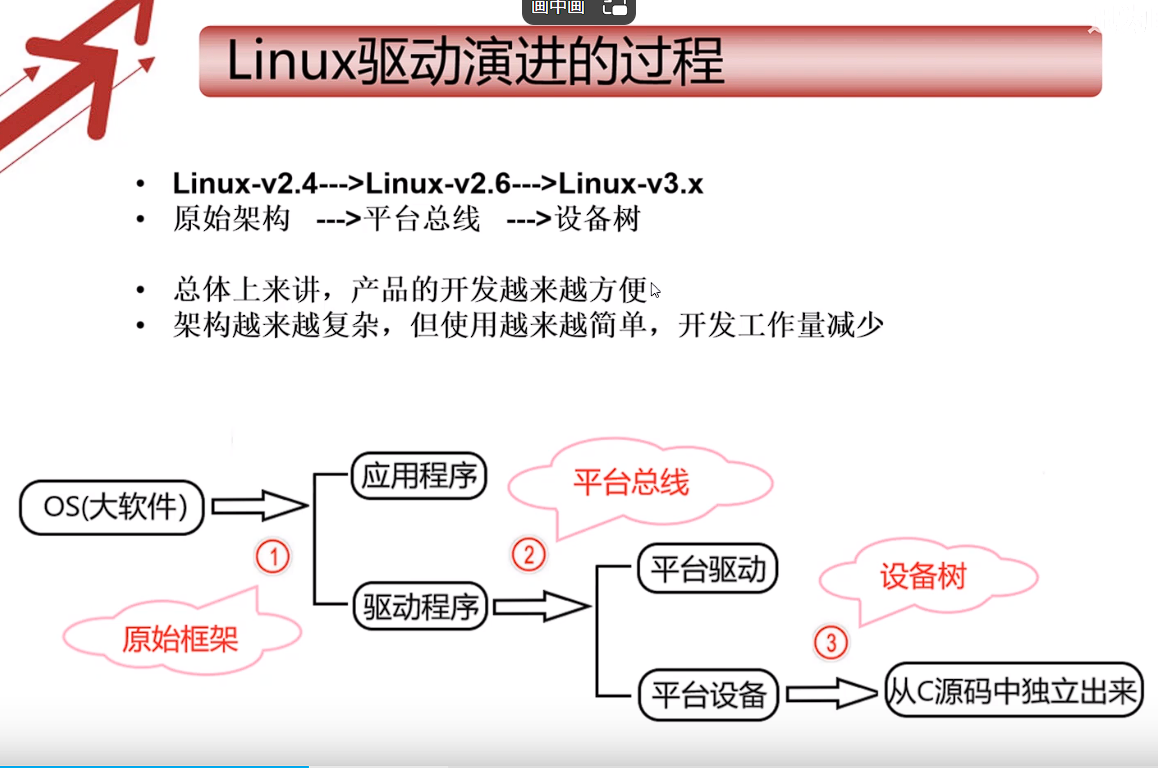 画中画
Linux驱动演进的过程
• Linux-v2.4--->Linux-v2.6--->Linux-v3.x
• 原始架构 --->平台总线 --->设备树
• 总体上来讲，产品的开发越来越方便
• 架构越来越复杂，但使用越来越简单，开发工作量减少
OS(大软件)
①
原始框架
应用程序
驱动程序
②
平台总线
平台驱动
平台设备
③
设备树
从C源码中独立出来